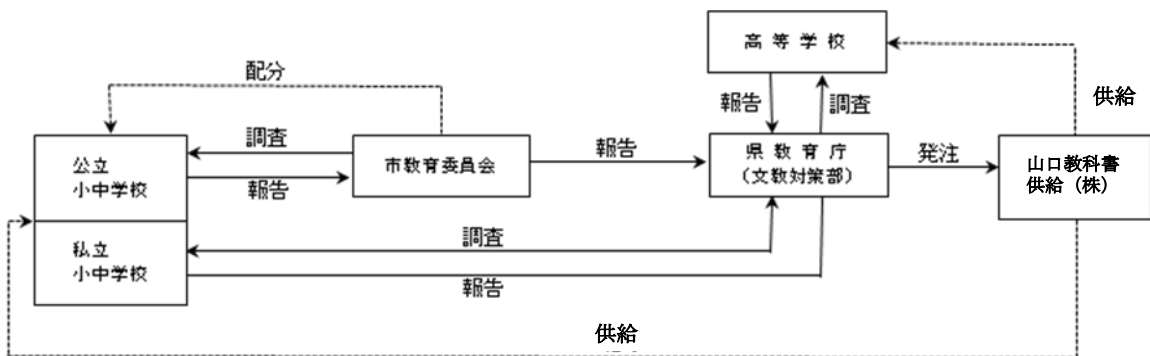 高等学校
配分
報告
調査
供給
調査
公立
小中学校
市教育委員会
報告
県教育庁
(文教対策部)
発注
山口教科書
供給（株）
報告
私立
小中学校
調査
報告
供給